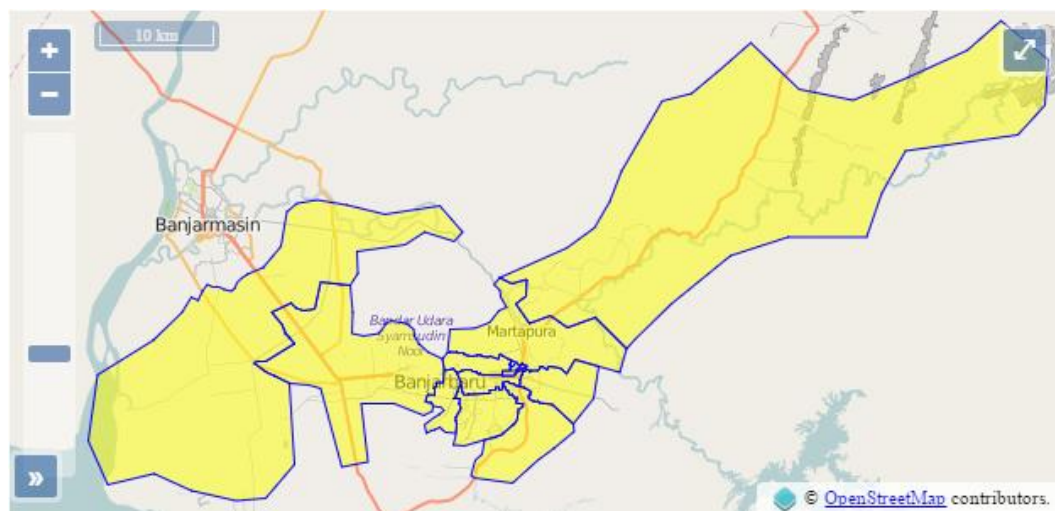 +
10 km
−
Banjarmasin
Bandar Udara
Syamsudin
Noor
Martapura
Banjarbaru
»
© OpenStreetMap contributors.